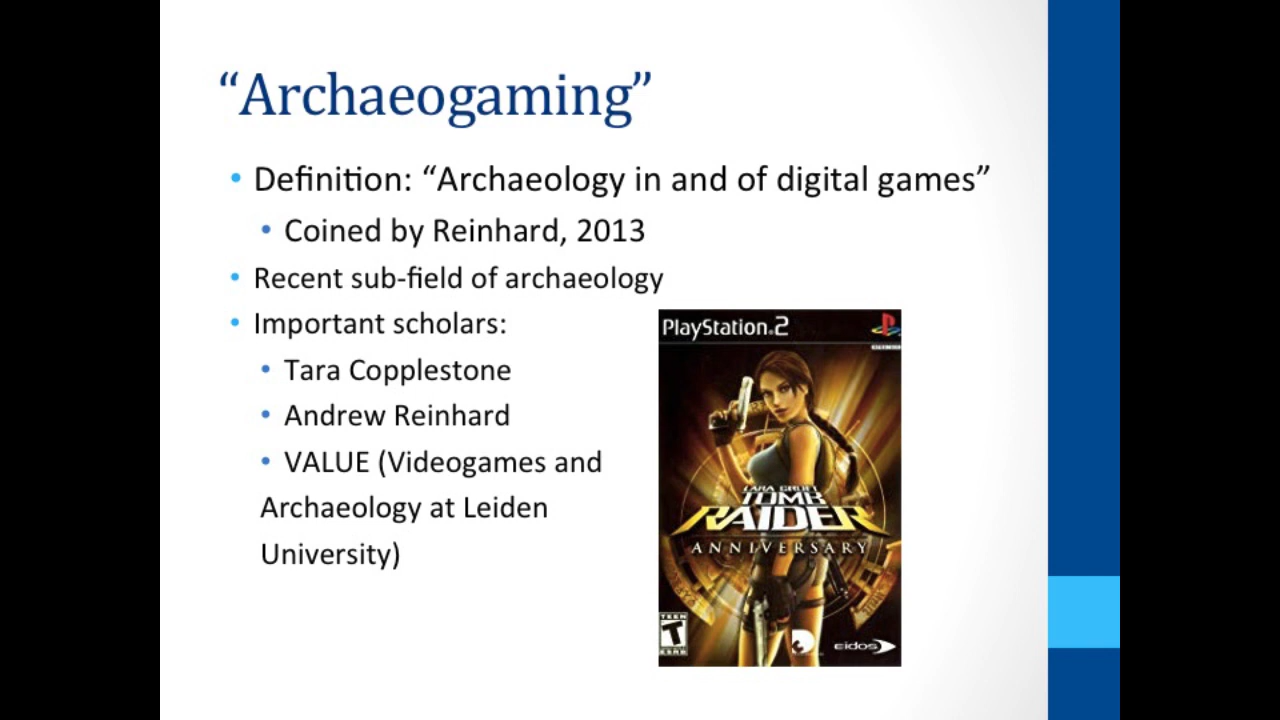 “Archaeogaming”
• Definition: “Archaeology in and of digital games”
• Coined by Reinhard, 2013
• Recent sub-field of archaeology
• Important scholars:
• Tara Copplestone
• Andrew Reinhard
• VALUE (Videogames and
Archaeology at Leiden
University)
PlayStation.2
LARA CROFT
TOMB
RAIDER
ANNIVERSARY
TEEN
T
ESRB
eidos